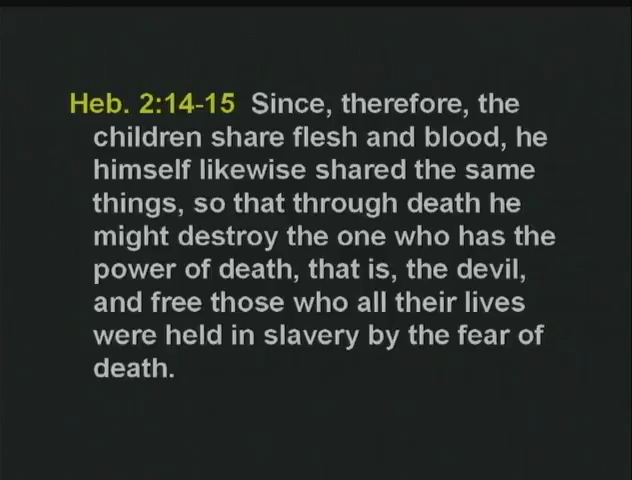 Heb. 2:14-15 Since, therefore, the
children share flesh and blood, he
himself likewise shared the same
things, so that through death he
might destroy the one who has the
power of death, that is, the devil,
and free those who all their lives
were held in slavery by the fear of
death.